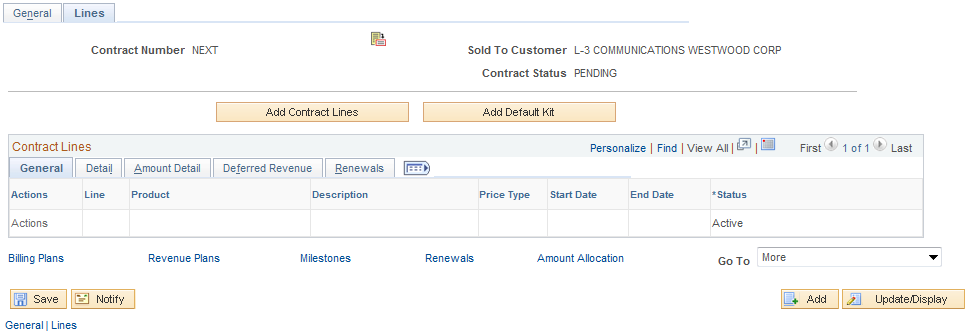 General Lines
Contract Number NEXT Sold To Customer L-3 COMMUNICATIONS WESTWOOD CORP
Contract Status PENDING
Add Contract Lines Add Default Kit
Contract Lines Personalize | Find | View All | | First 1 of 1 Last
General Detail Amount Detail Deferred Revenue Renewals
Actions Line Product Description Price Type Start Date End Date *Status
Actions Active
Billing Plans Revenue Plans Milestones Renewals Amount Allocation Go To More
Save Notify Add Update/Display
General | Lines